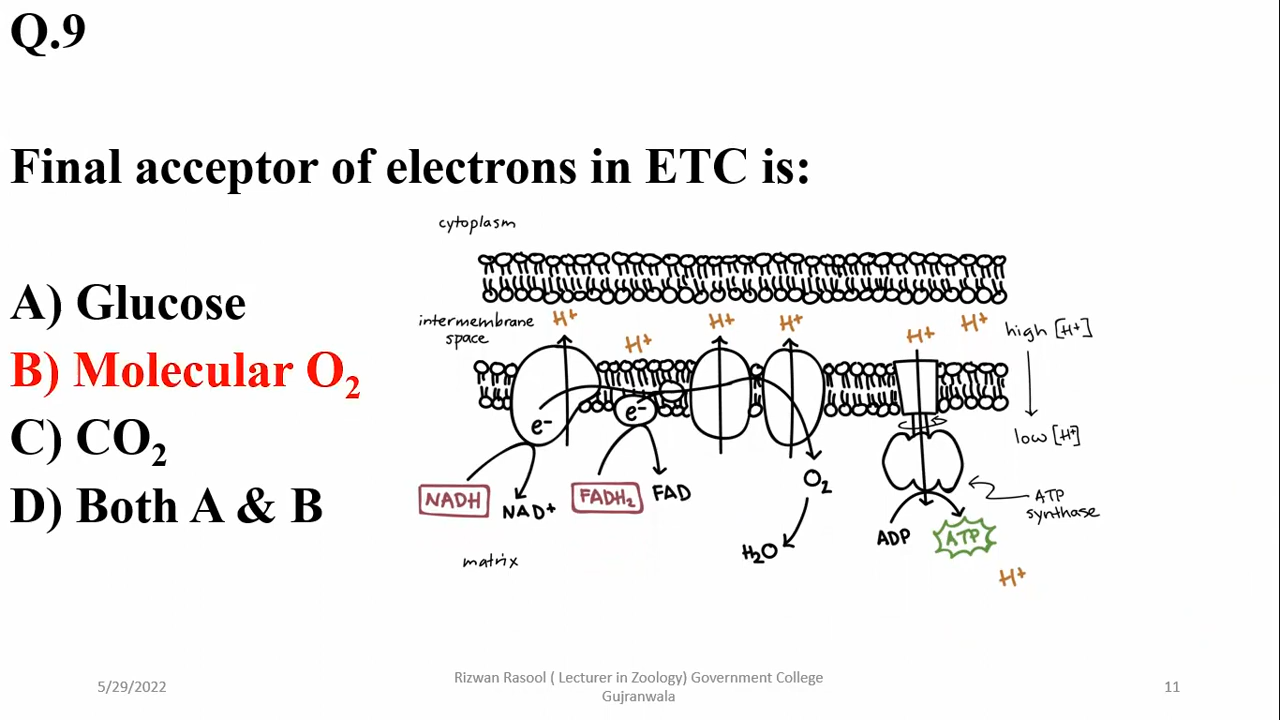 Q.9
Final acceptor of electrons in ETC is:
A) Glucose
B) Molecular O₂
C) CO₂
D) Both A & B
cytoplasm
intermembrane
space
H+
H+
H+
H+
H+
H+
high [H+]
low [H+]
e-
e-
NADH
NAD+
FADH₂
FAD
O₂
H₂O
ADP
ATP
ATP
synthase
matrix
H+
5/29/2022
Rizwan Rasool ( Lecturer in Zoology) Government College
Gujranwala
11